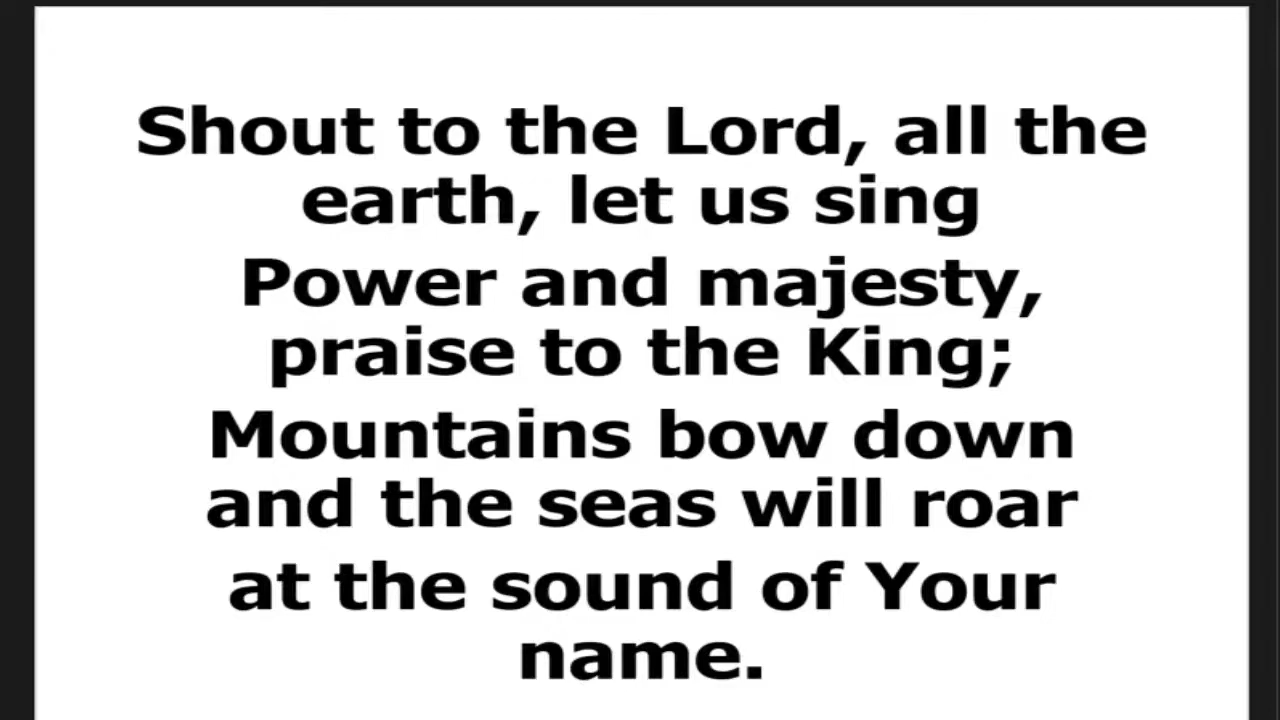 Shout to the Lord, all the
earth, let us sing
Power and majesty,
praise to the King;
Mountains bow down
and the seas will roar
at the sound of Your
name.